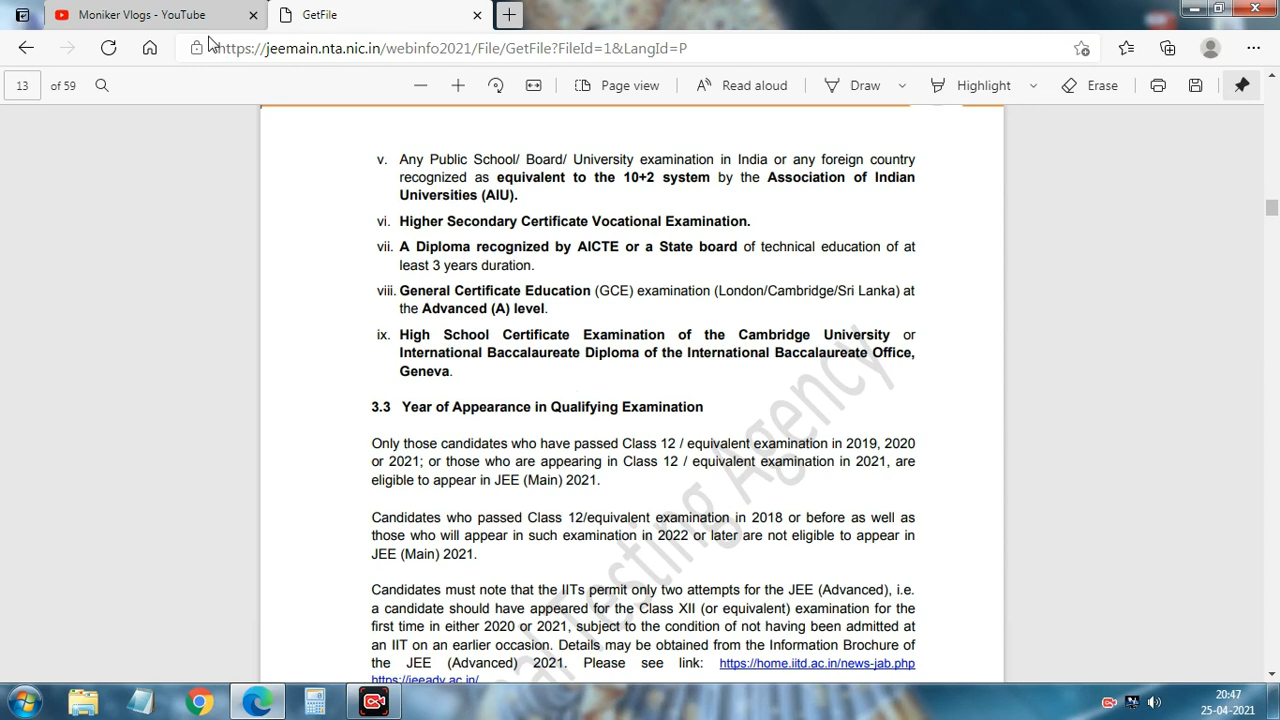 Moniker Vlogs - YouTube
GetFile
https://jeemain.nta.nic.in/webinfo2021/File/GetFile?FileId=1&LangId=P
13 of 59
Page view
Read aloud
Draw
Highlight
Erase
v. Any Public School/ Board/ University examination in India or any foreign country
recognized as equivalent to the 10+2 system by the Association of Indian
Universities (AIU).
vi. Higher Secondary Certificate Vocational Examination.
vii. A Diploma recognized by AICTE or a State board of technical education of at
least 3 years duration.
viii. General Certificate Education (GCE) examination (London/Cambridge/Sri Lanka) at
the Advanced (A) level.
ix. High School Certificate Examination of the Cambridge University or
International Baccalaureate Diploma of the International Baccalaureate Office,
Geneva.
3.3 Year of Appearance in Qualifying Examination
Only those candidates who have passed Class 12 / equivalent examination in 2019, 2020
or 2021; or those who are appearing in Class 12 / equivalent examination in 2021, are
eligible to appear in JEE (Main) 2021.
Candidates who passed Class 12/equivalent examination in 2018 or before as well as
those who will appear in such examination in 2022 or later are not eligible to appear in
JEE (Main) 2021.
Candidates must note that the IITs permit only two attempts for the JEE (Advanced), i.e.
a candidate should have appeared for the Class XII (or equivalent) examination for the
first time in either 2020 or 2021, subject to the condition of not having been admitted at
an IIT on an earlier occasion. Details may be obtained from the Information Brochure of
the JEE (Advanced) 2021. Please see link: https://home.iitd.ac.in/news-jab.php
https://jeeadv.ac.in/
al Testing Agency
20:47
25-04-2021